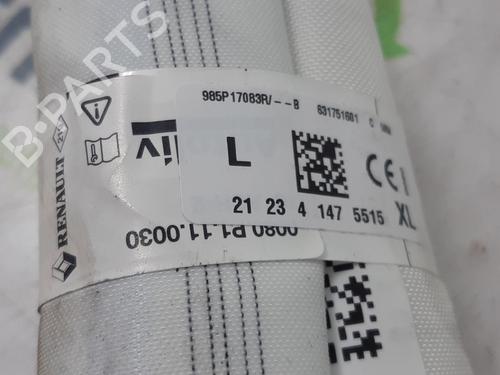 985P17083R/--B 631751601 C
L
CE
21 23 4 147 5515 XL
RENAULT
0080.P1.11.0030
B-PARTS